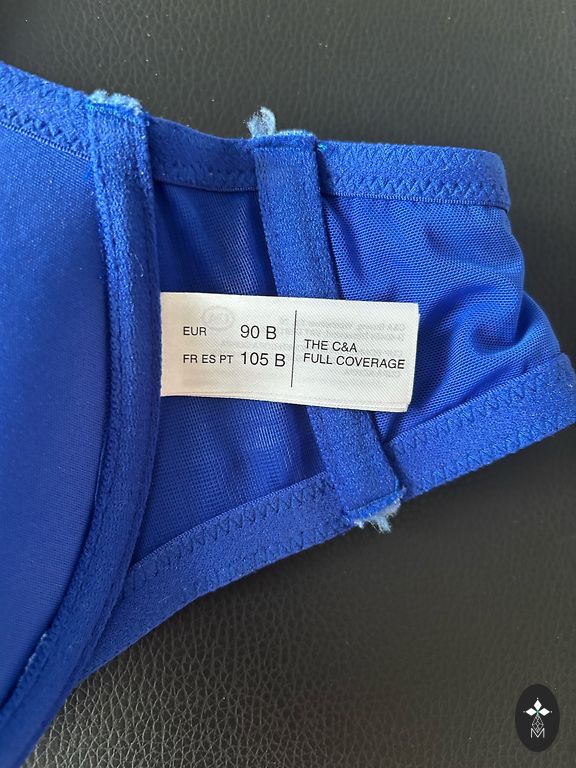 EUR 90 B
FR ES PT 105 B
THE C&A
FULL COVERAGE
M